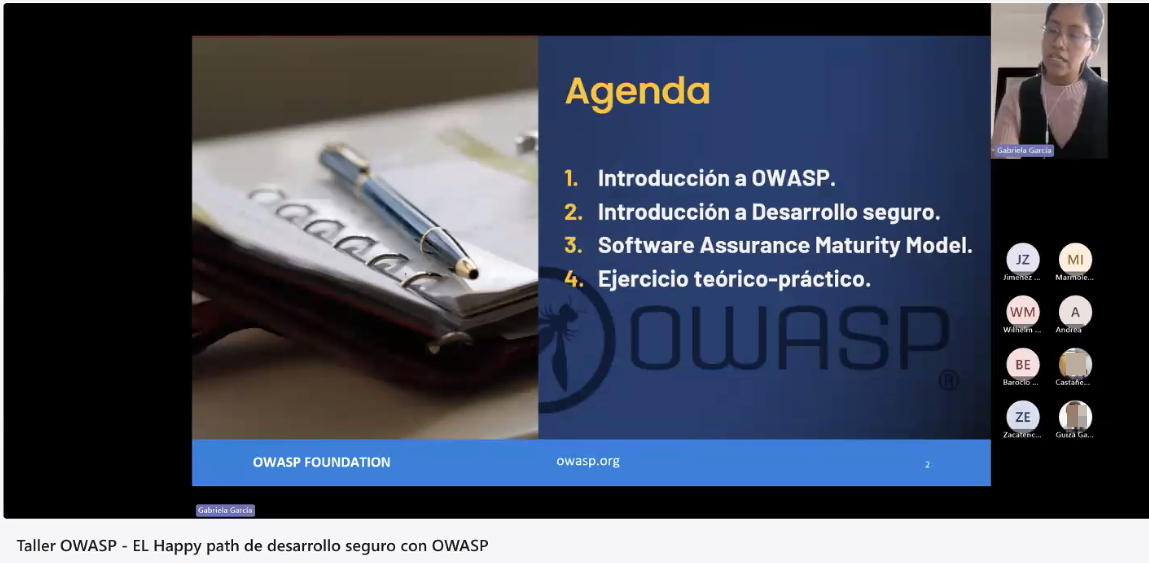 Agenda
1. Introducción a OWASP.
2. Introducción a Desarrollo seguro.
3. Software Assurance Maturity Model.
4. Ejercicio teórico-práctico.
OWASP
®
OWASP FOUNDATION
owasp.org
2
Gabriela García
Gabriela García
JZ
MI
Jimenez ...
Marmole...
WM
A
Wilhelm ...
Andrea
BE
Barocio ...
Castañe...
ZE
Zacatenc...
Guiza Ga...
Taller OWASP - EL Happy path de desarrollo seguro con OWASP